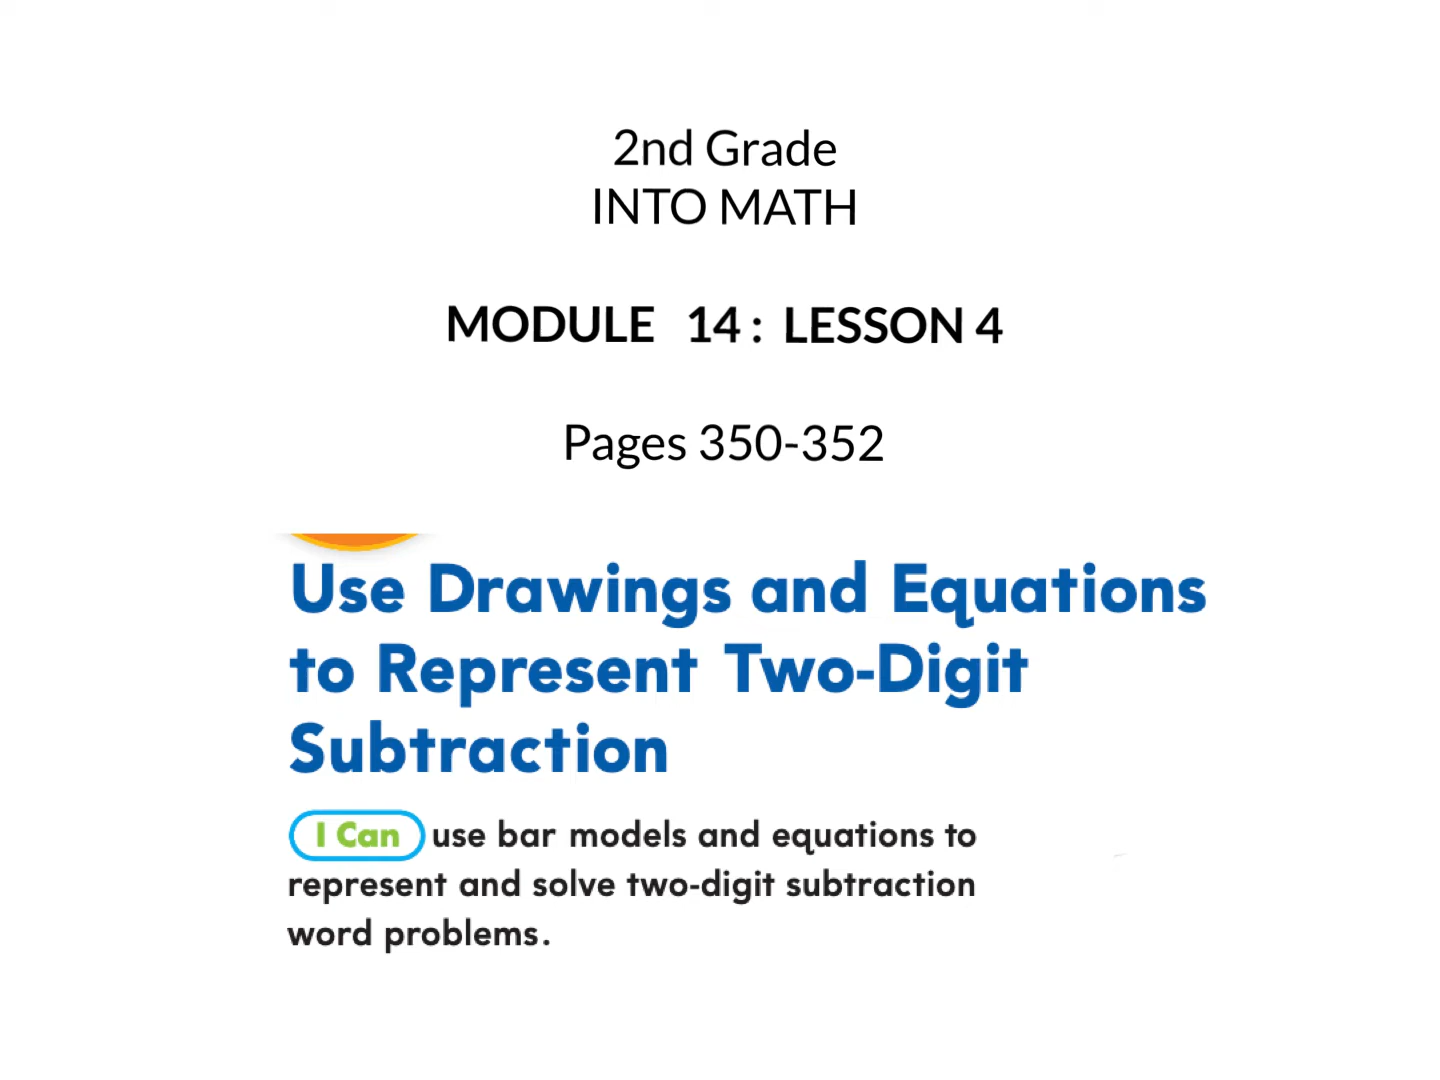 2nd Grade
INTO MATH
MODULE 14: LESSON 4
Pages 350-352
Use Drawings and Equations
to Represent Two-Digit
Subtraction
I Can use bar models and equations to
represent and solve two-digit subtraction
word problems.